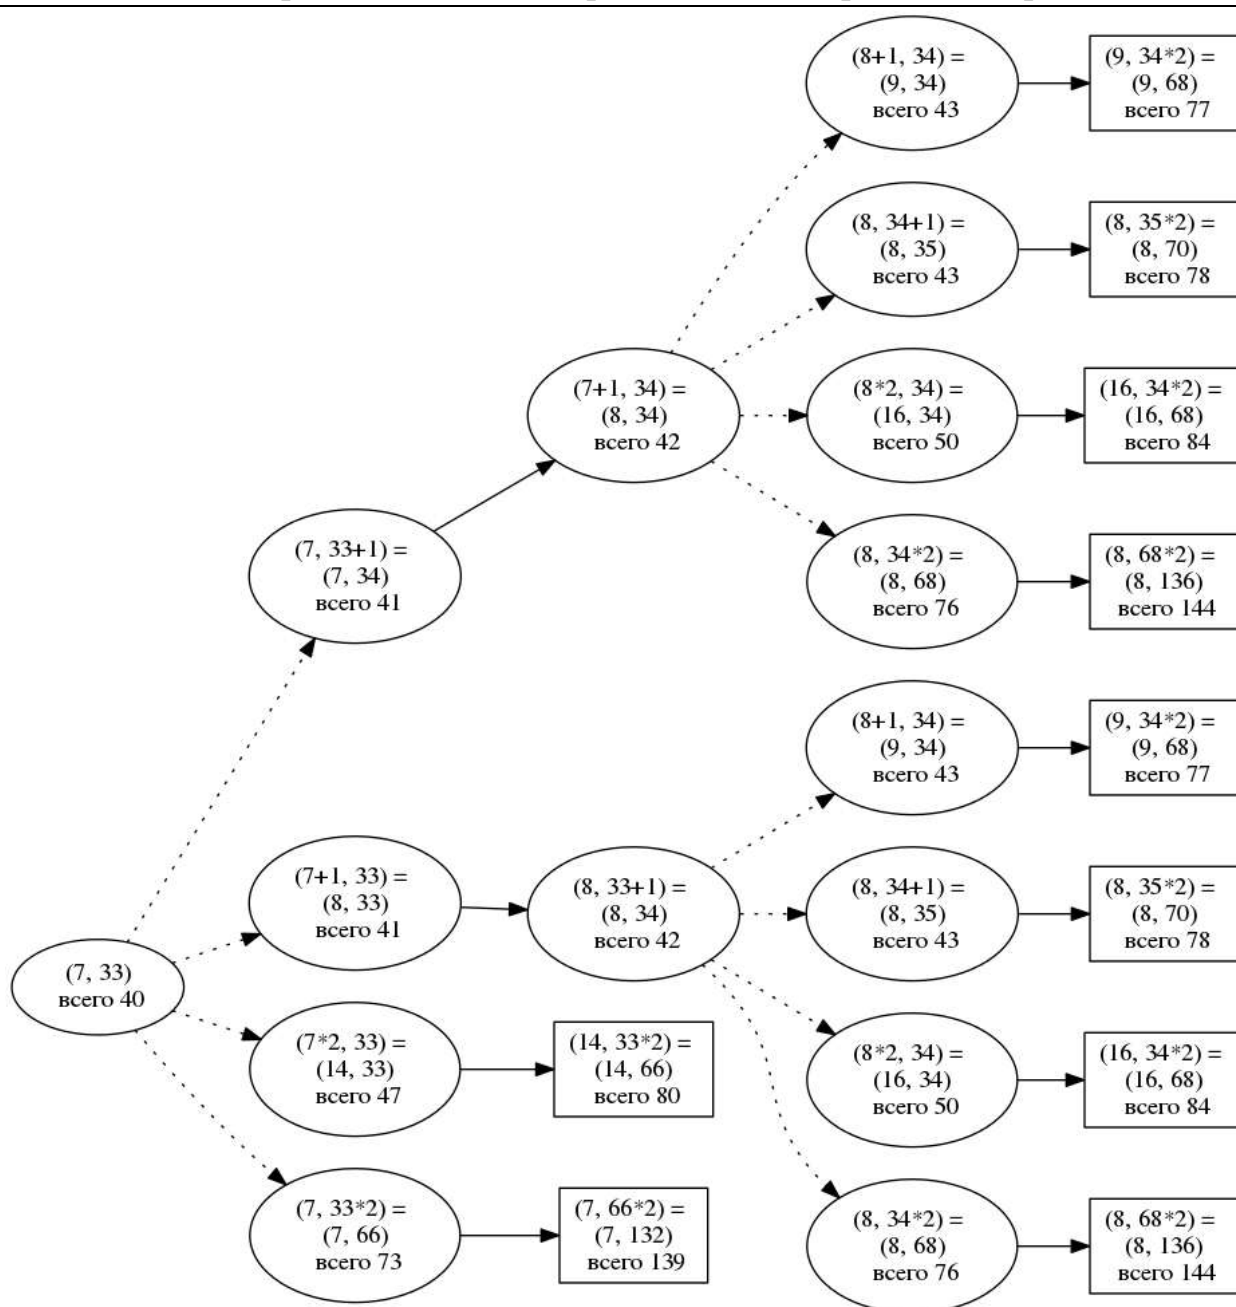 (8+1, 34) =
(9, 34)
всего 43
(9, 34*2) =
(9, 68)
всего 77
(8, 34+1) =
(8, 35)
всего 43
(8, 35*2) =
(8, 70)
всего 78
(7+1, 34) =
(8, 34)
всего 42
(8*2, 34) =
(16, 34)
всего 50
(16, 34*2) =
(16, 68)
всего 84
(7, 33+1) =
(7, 34)
всего 41
(8, 34*2) =
(8, 68)
всего 76
(8, 68*2) =
(8, 136)
всего 144
(8+1, 34) =
(9, 34)
всего 43
(9, 34*2) =
(9, 68)
всего 77
(7, 33)
всего 40
(7+1, 33) =
(8, 33)
всего 41
(8, 33+1) =
(8, 34)
всего 42
(8, 34+1) =
(8, 35)
всего 43
(8, 35*2) =
(8, 70)
всего 78
(7*2, 33) =
(14, 33)
всего 47
(14, 33*2) =
(14, 66)
всего 80
(8*2, 34) =
(16, 34)
всего 50
(16, 34*2) =
(16, 68)
всего 84
(7, 33*2) =
(7, 66)
всего 73
(7, 66*2) =
(7, 132)
всего 139
(8, 34*2) =
(8, 68)
всего 76
(8, 68*2) =
(8, 136)
всего 144